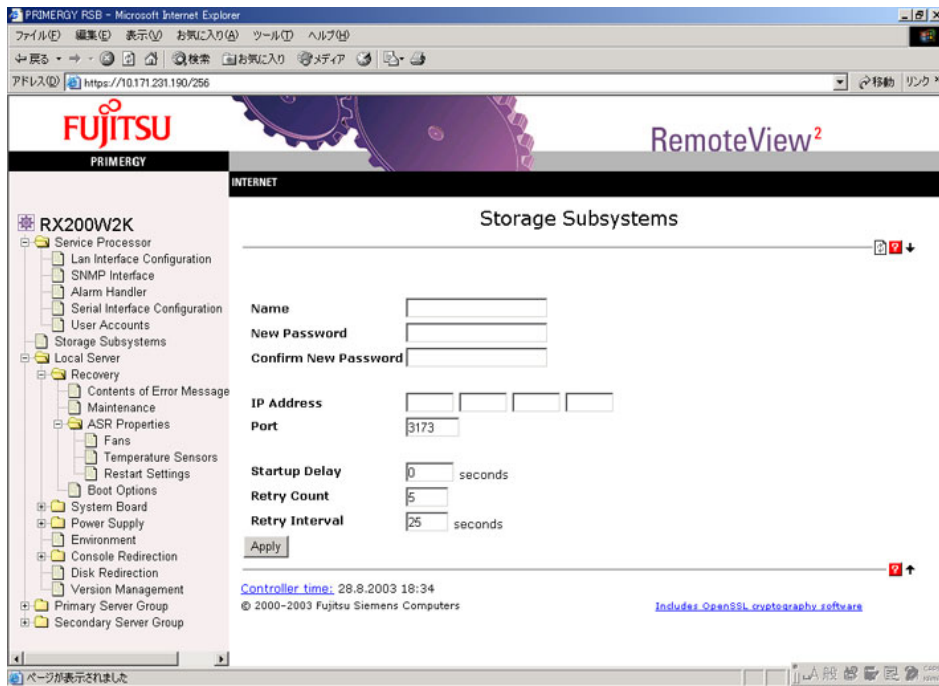 PRIMERGY RSB - Microsoft Internet Explorer
ファイル(F) 編集(E) 表示(V) お気に入り(A) ツール(T) ヘルプ(H)
戻る 検索 お気に入り メディア
アドレス(D) https://10.171.231.190/256 移動 リンク
FUJITSU
RemoteView2
PRIMERGY
INTERNET
RX200W2K
Service Processor
Lan Interface Configuration
SNMP Interface
Alarm Handler
Serial Interface Configuration
User Accounts
Storage Subsystems
Local Server
Recovery
Contents of Error Message
Maintenance
ASR Properties
Fans
Temperature Sensors
Restart Settings
Boot Options
System Board
Power Supply
Environment
Console Redirection
Disk Redirection
Version Management
Primary Server Group
Secondary Server Group
Storage Subsystems
Name
New Password
Confirm New Password
IP Address
Port 3173
Startup Delay 0 seconds
Retry Count 5
Retry Interval 25 seconds
Apply
Controller time: 28.8.2003 18:34
© 2000-2003 Fujitsu Siemens Computers
Includes OpenSSL cryptography software
ページが表示されました
A 般